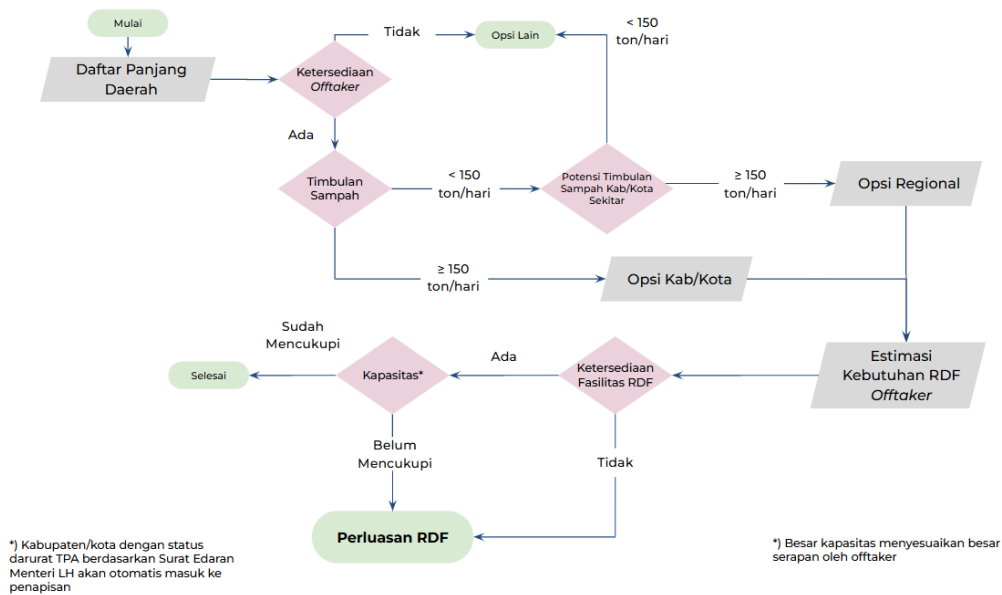 Mulai
Daftar Panjang
Daerah
Ketersediaan
Offtaker
Tidak
Opsi Lain
< 150
ton/hari
Ada
Timbulan
Sampah
< 150
ton/hari
Potensi Timbulan
Sampah Kab/Kota
Sekitar
≥ 150
ton/hari
Opsi Regional
≥ 150
ton/hari
Opsi Kab/Kota
Estimasi
Kebutuhan RDF
Offtaker
Ketersediaan
Fasilitas RDF
Ada
Kapasitas*
Sudah
Mencukupi
Selesai
Belum
Mencukupi
Tidak
Perluasan RDF
*) Kabupaten/kota dengan status
darurat TPA berdasarkan Surat Edaran
Menteri LH akan otomatis masuk ke
penapisan
*) Besar kapasitas menyesuaikan besar
serapan oleh offtaker